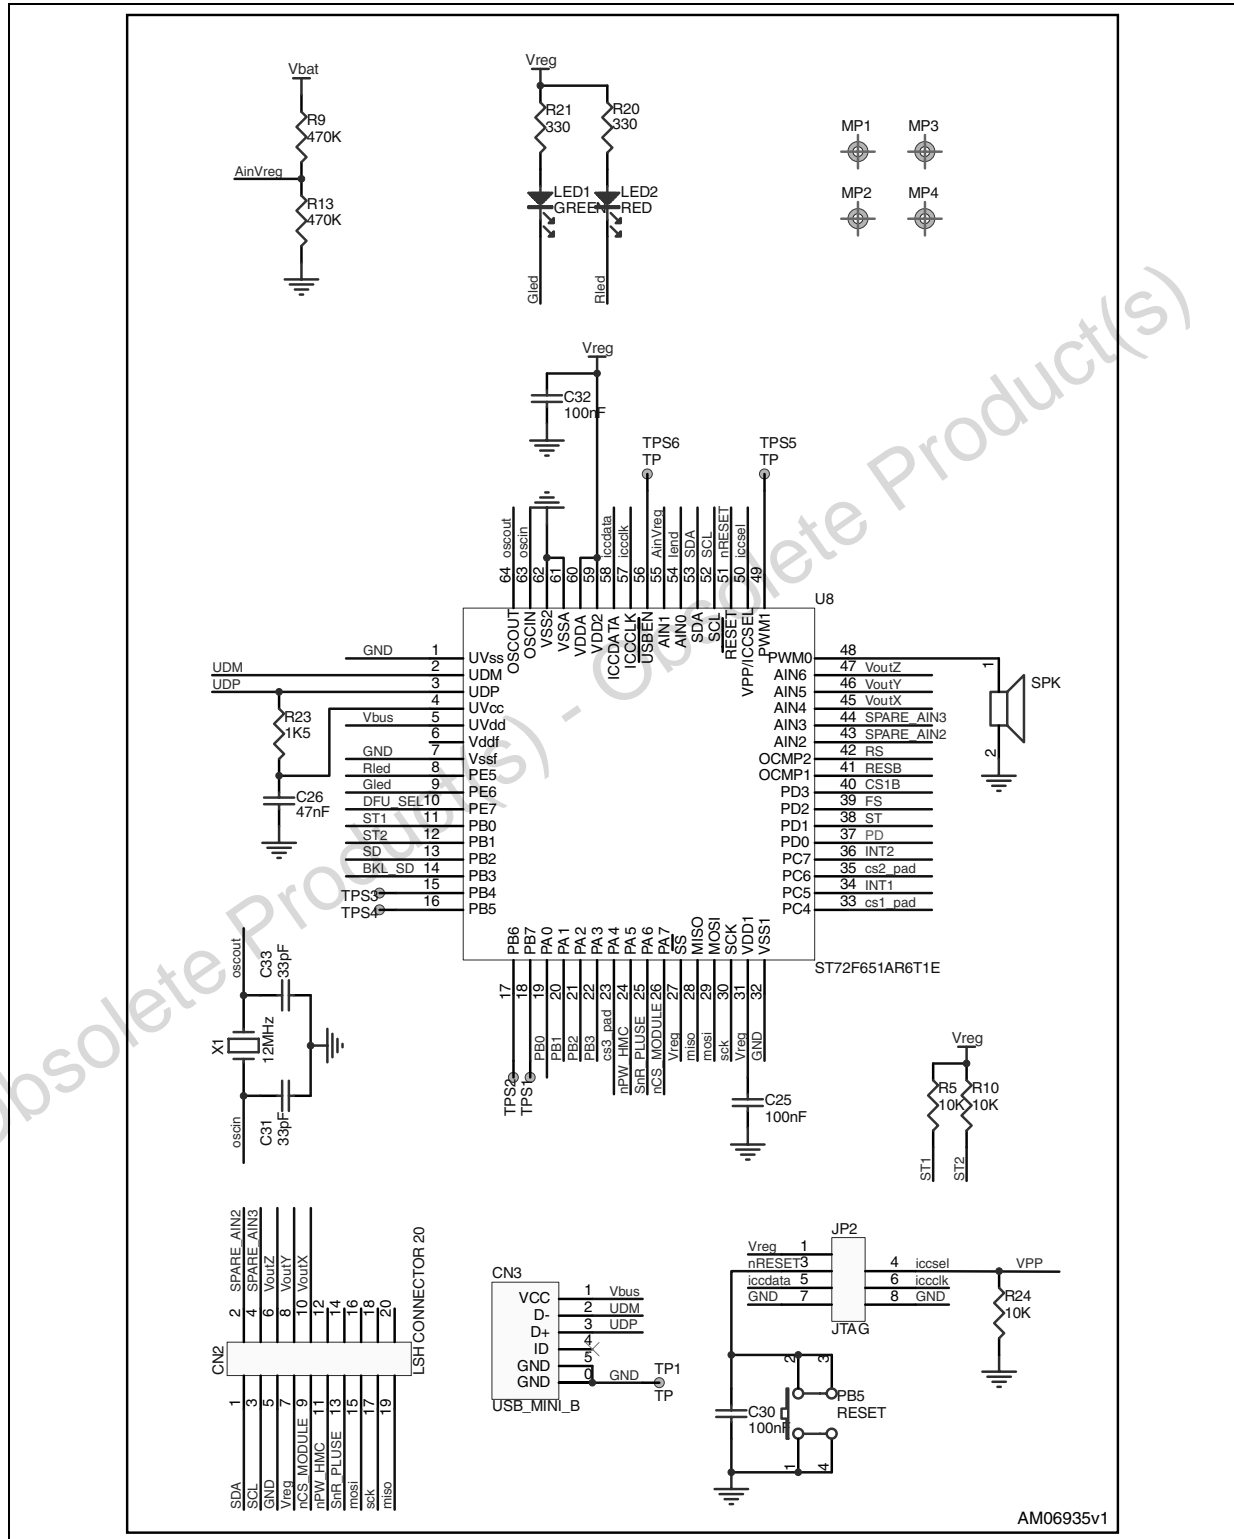 Vbat
R9
470K
AinVreg
R13
470K
Vreg
R21
330
R20
330
LED1
GREEN
LED2
RED
Gled
Rled
MP1
MP3
MP2
MP4
Vreg
C32
100nF
TPS6
TP
TPS5
TP
oscout
oscin
iccdata
iccclk
AinVreg
lend
SDA
SCL
nRESET
iccsel
64
63
62
61
60
59
58
57
56
55
54
53
52
51
50
49
U8
OSCOUT
OSCIN
VSS2
VSSA
VDDA
VDD2
ICCDATA
ICCCLK
USBEN
AIN1
AIN0
SDA
SCL
RESET
VPP/ICCSEL
PWM1
GND 1 UVss
UDM 2 UDM
UDP 3 UDP
4 UVcc
Vbus 5 UVdd
6 Vddf
GND 7 Vssf
Rled 8 PE5
Gled 9 PE6
DFU_SEL 10 PE7
ST1 11 PB0
ST2 12 PB1
SD 13 PB2
BKL_SD 14 PB3
TPS3 15 PB4
TPS4 16 PB5
R23
1K5
C26
47nF
PWM0 48
AIN6 47 VoutZ
AIN5 46 VoutY
AIN4 45 VoutX
AIN3 44 SPARE_AIN3
AIN2 43 SPARE_AIN2
OCMP2 42 RS
OCMP1 41 RESB
PD3 40 CS1B
PD2 39 FS
PD1 38 ST
PD0 37 PD
PC7 36 INT2
PC6 35 cs2_pad
PC5 34 INT1
PC4 33 cs1_pad
1
SPK
2
PB6
PB7
PA0
PA1
PA2
PA3
PA4
PA5
PA6
PA7
SS
MISO
MOSI
SCK
VDD1
VSS1
ST72F651AR6T1E
17
18
19
20
21
22
23
24
25
26
27
28
29
30
31
32
TPS2
TPS1
PB0
PB1
PB2
PB3
cs3_pad
nPW_HMC
SnR_PLUSE
nCS_MODULE
Vreg
miso
mosi
sck
Vreg
GND
C25
100nF
oscout
C33
33pF
X1
12MHz
C31
33pF
oscin
Vreg
R5
10K
R10
10K
ST1
ST2
SPARE_AIN2
SPARE_AIN3
VoutZ
VoutY
VoutX
2
4
6
8
10
12
14
16
18
20
CN2
LSH CONNECTOR 20
1
3
5
7
9
11
13
15
17
19
SDA
SCL
GND
Vreg
nCS_MODULE
nPW_HMC
SnR_PLUSE
mosi
sck
miso
CN3
VCC 1 Vbus
D- 2 UDM
D+ 3 UDP
ID 4
GND 5
GND 0 GND
TP1
TP
USB_MINI_B
JP2
Vreg 1
nRESET 3
iccdata 5
GND 7
4 iccsel
6 iccclk
8 GND
VPP
JTAG
R24
10K
2
3
C30
100nF
PB5
RESET
1
4
AM06935v1
Obsolete Product(s) - Obsolete Product(s)